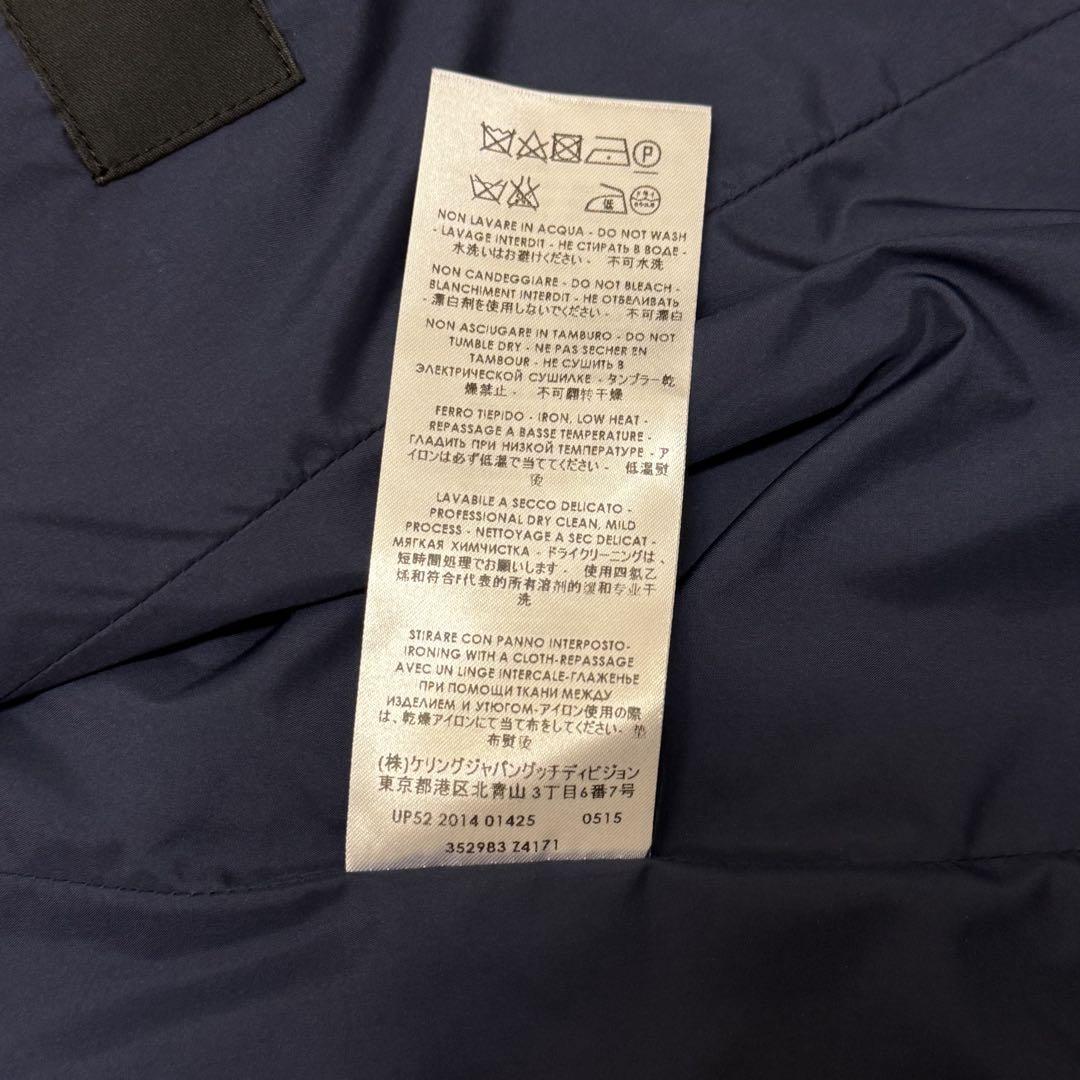 P
低 ドライ
NON LAVARE IN ACQUA - DO NOT WASH
- LAVAGE INTERDIT - НЕ СТИРАТЬ В ВОДЕ -
水洗いはお避けください - 不可水洗
NON CANDEGGIARE - DO NOT BLEACH -
BLANCHIMENT INTERDIT - НЕ ОТБЕЛИВАТЬ
- 漂白剤を使用しないでください - 不可漂白
NON ASCIUGARE IN TAMBURO - DO NOT
TUMBLE DRY - NE PAS SECHER EN
TAMBOUR - НЕ СУШИТЬ В
ЭЛЕКТРИЧЕСКОЙ СУШИЛКЕ - タンブラー乾
燥禁止 - 不可翻转干燥
FERRO TIEPIDO - IRON, LOW HEAT -
REPASSAGE A BASSE TEMPERATURE -
ГЛАДИТЬ ПРИ НИЗКОЙ ТЕМПЕРАТУРЕ - ア
イロンは必ず低温で当ててください - 低温熨
烫
LAVABILE A SECCO DELICATO -
PROFESSIONAL DRY CLEAN, MILD
PROCESS - NETTOYAGE A SEC DELICAT -
МЯГКАЯ ХИМЧИСТКА - ドライクリーニングは、
短時間処理でお願いします - 使用四氯乙
烯和符合F代表的所有溶剂的缓和专业干
洗
STIRARE CON PANNO INTERPOSTO-
IRONING WITH A CLOTH-REPASSAGE
AVEC UN LINGE INTERCALE-ГЛАЖЕНЬЕ
ПРИ ПОМОЩИ ТКАНИ МЕЖДУ
ИЗДЕЛИЕМ И УТЮГОМ-アイロン使用の際
は、乾燥アイロンにて当て布をしてください- 垫
布熨烫
(株)ケリングジャパングッチディビジョン
東京都港区北青山 3丁目6番7号
UP52 2014 01425 0515
352983 Z4171